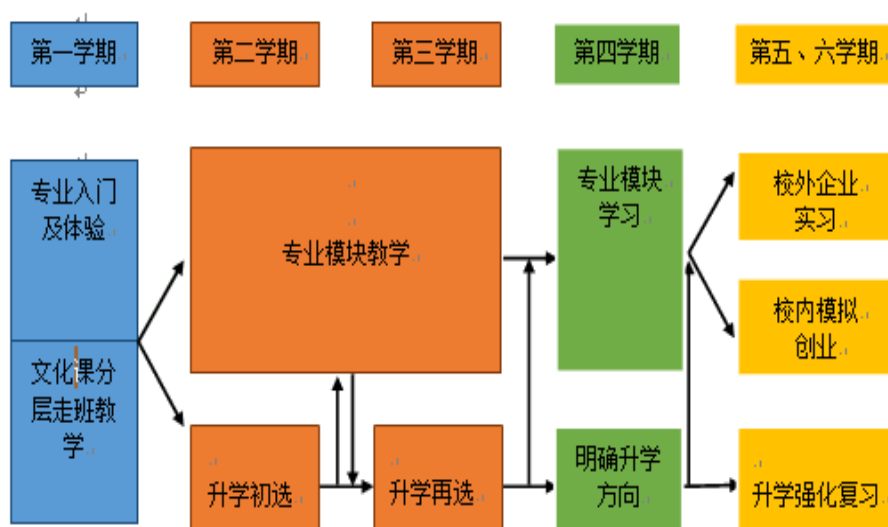 第一学期
第二学期
第三学期
第四学期
第五、六学期
专业入门
及体验
文化课分
层走班教
学
专业模块教学
升学初选
升学再选
专业模块
学习
明确升学
方向
校外企业
实习
校内模拟
创业
升学强化复习